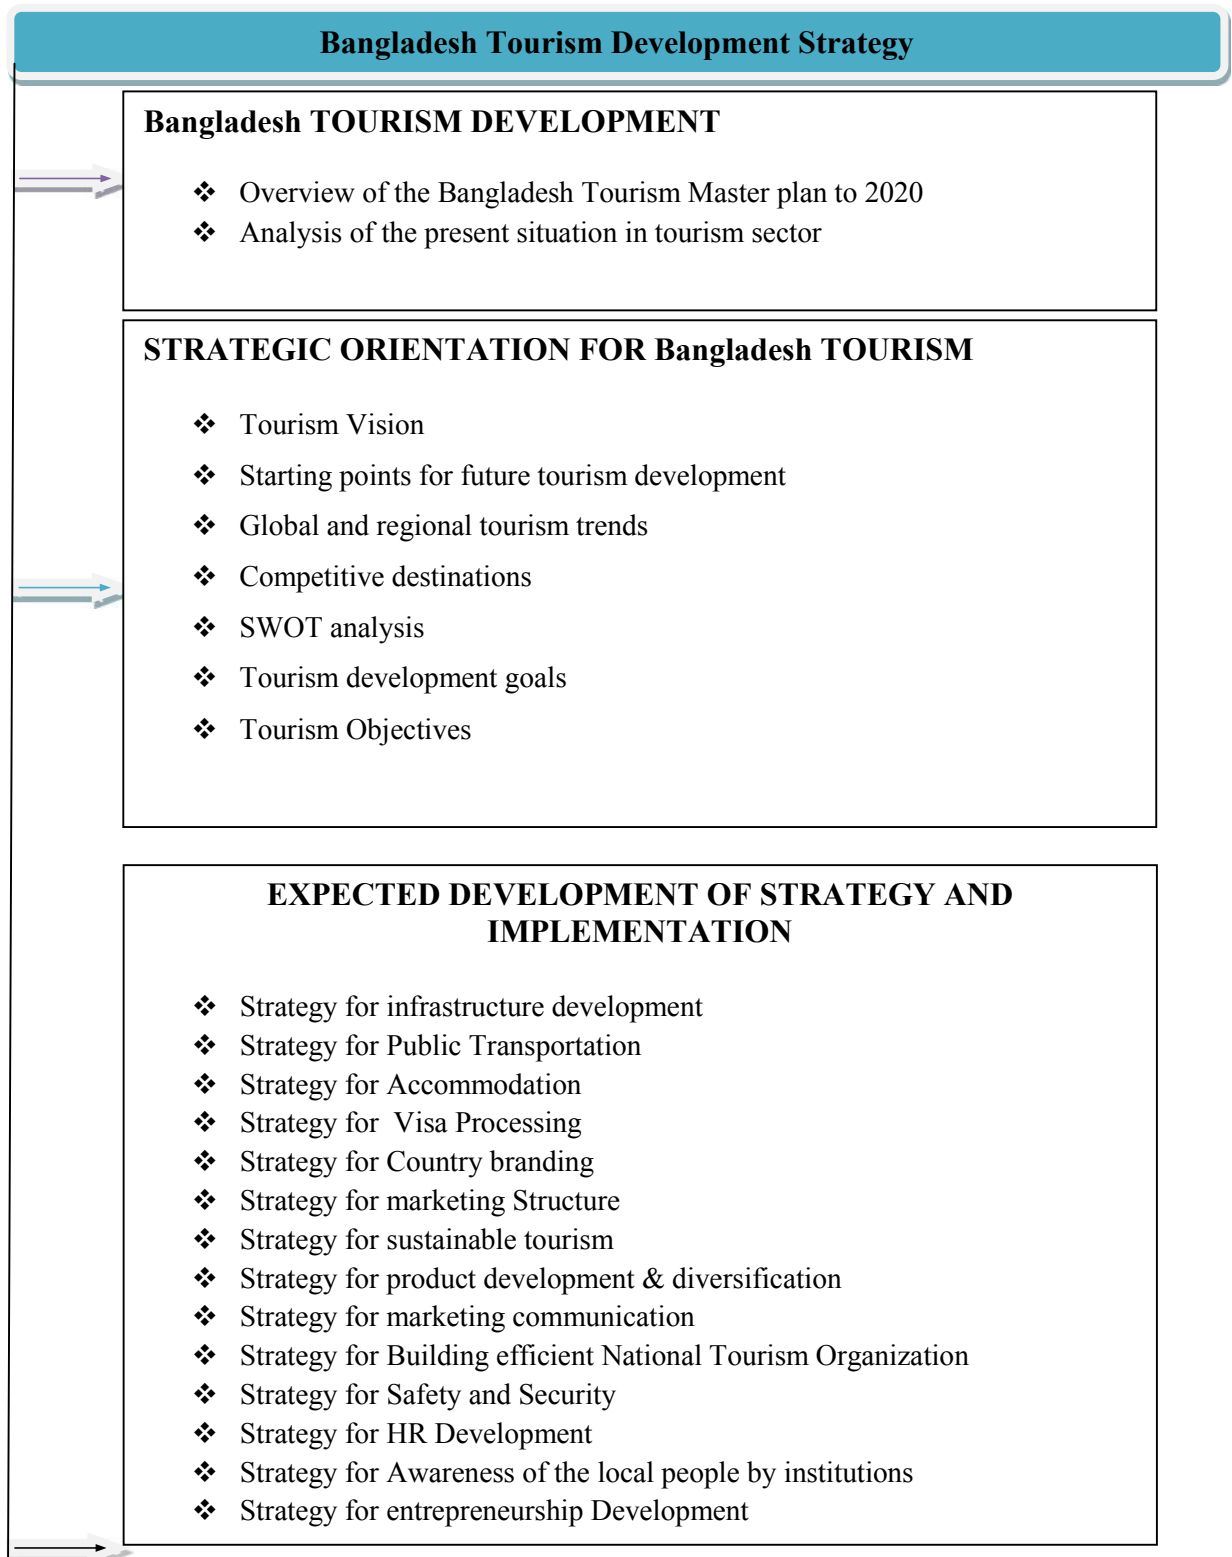 Bangladesh Tourism Development Strategy
Bangladesh TOURISM DEVELOPMENT
❖ Overview of the Bangladesh Tourism Master plan to 2020
❖ Analysis of the present situation in tourism sector
STRATEGIC ORIENTATION FOR Bangladesh TOURISM
❖ Tourism Vision
❖ Starting points for future tourism development
❖ Global and regional tourism trends
❖ Competitive destinations
❖ SWOT analysis
❖ Tourism development goals
❖ Tourism Objectives
EXPECTED DEVELOPMENT OF STRATEGY AND
IMPLEMENTATION
❖ Strategy for infrastructure development
❖ Strategy for Public Transportation
❖ Strategy for Accommodation
❖ Strategy for Visa Processing
❖ Strategy for Country branding
❖ Strategy for marketing Structure
❖ Strategy for sustainable tourism
❖ Strategy for product development & diversification
❖ Strategy for marketing communication
❖ Strategy for Building efficient National Tourism Organization
❖ Strategy for Safety and Security
❖ Strategy for HR Development
❖ Strategy for Awareness of the local people by institutions
❖ Strategy for entrepreneurship Development